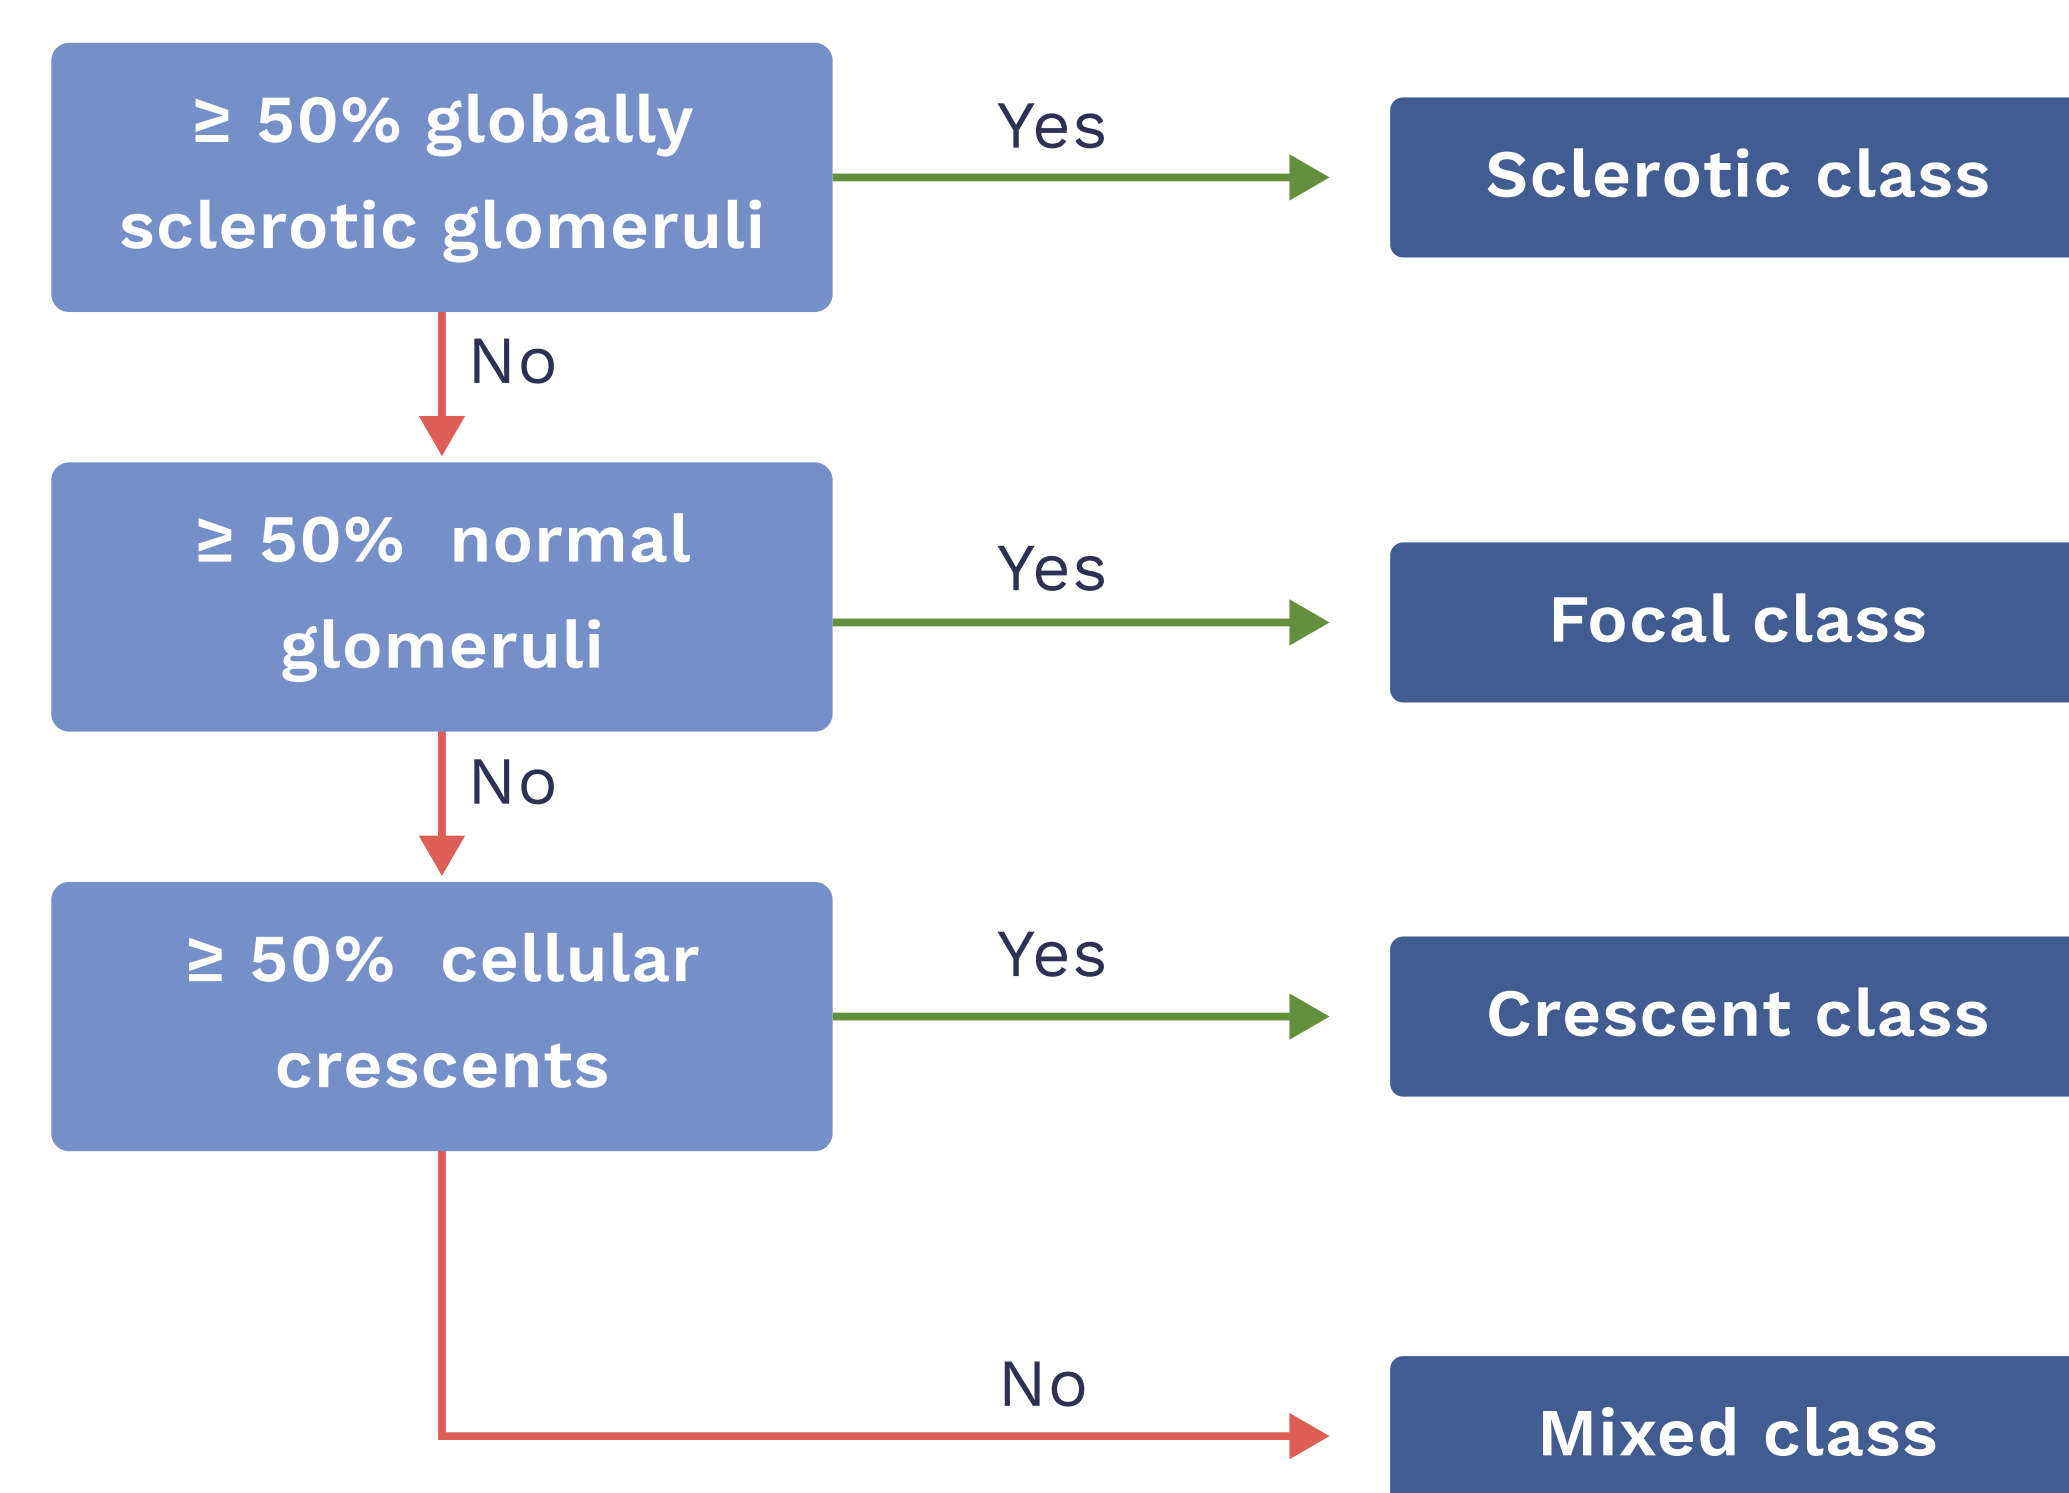 ≥ 50% globally
sclerotic glomeruli
Yes
Sclerotic class
No
≥ 50% normal
glomeruli
Yes
Focal class
No
≥ 50% cellular
crescents
Yes
Crescent class
No
Mixed class